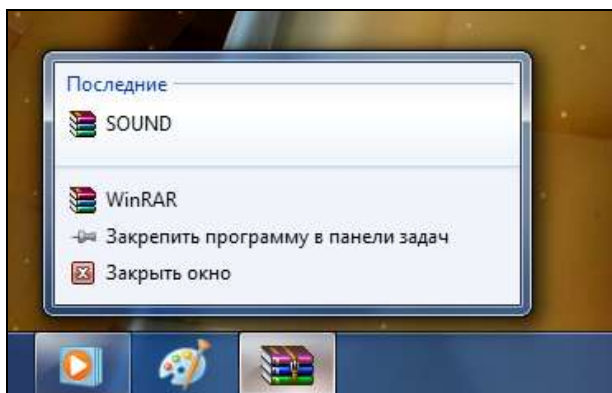 Последние
SOUND
WinRAR
Закрепить программу в панели задач
Закрыть окно